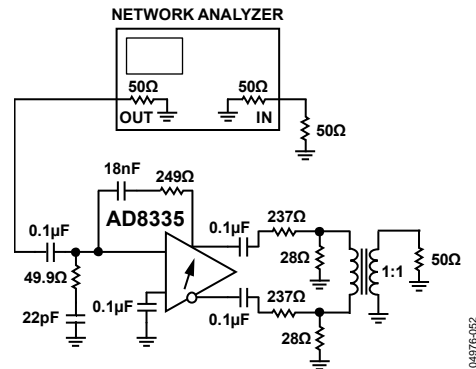 NETWORK ANALYZER
50Ω
50Ω
OUT
IN
50Ω
18nF
249Ω
AD8335
0.1µF
0.1µF
237Ω
49.9Ω
28Ω
1:1
50Ω
22pF
0.1µF
237Ω
0.1µF
28Ω
04976-052